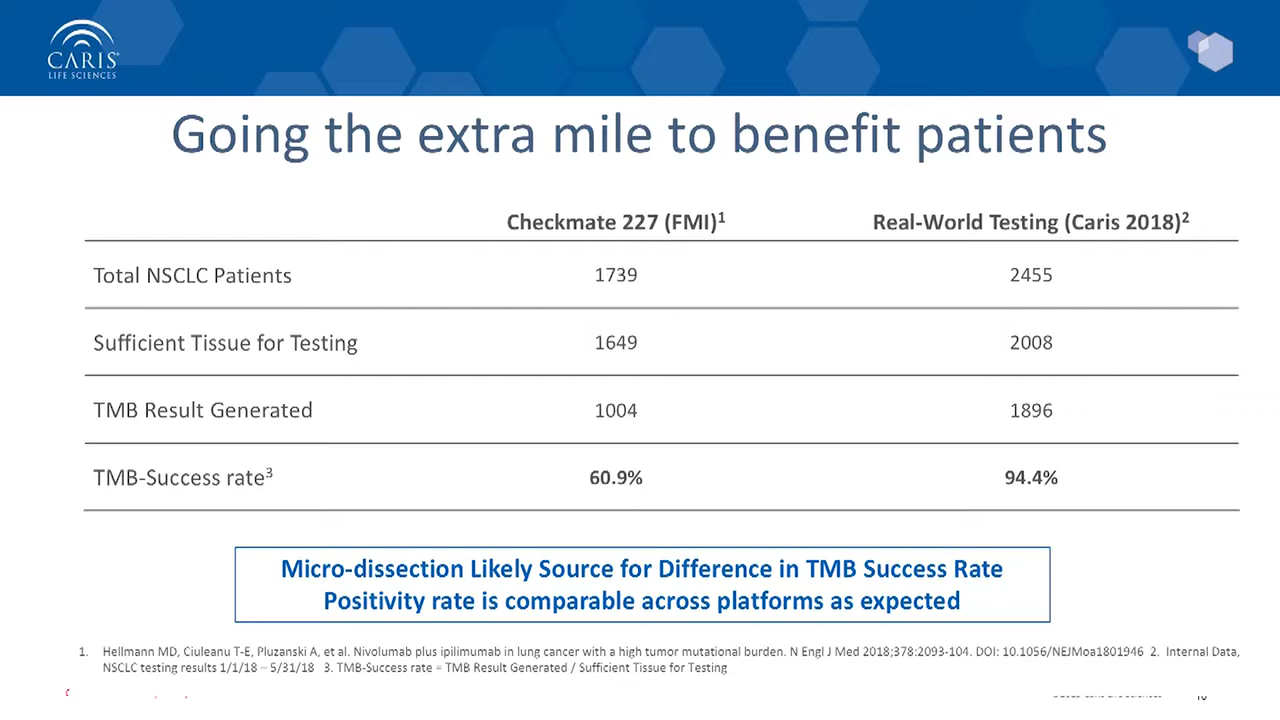 CARIS
LIFE SCIENCES
Going the extra mile to benefit patients
Checkmate 227 (FMI)1 Real-World Testing (Caris 2018)2
Total NSCLC Patients 1739 2455
Sufficient Tissue for Testing 1649 2008
TMB Result Generated 1004 1896
TMB-Success rate3 60.9% 94.4%
Micro-dissection Likely Source for Difference in TMB Success Rate
Positivity rate is comparable across platforms as expected
1. Hellmann MD, Ciuleanu T-E, Pluzanski A, et al. Nivolumab plus ipilimumab in lung cancer with a high tumor mutational burden. N Engl J Med 2018;378:2093-104. DOI: 10.1056/NEJMoa1801946 2. Internal Data,
NSCLC testing results 1/1/18 – 5/31/18 3. TMB-Success rate = TMB Result Generated / Sufficient Tissue for Testing